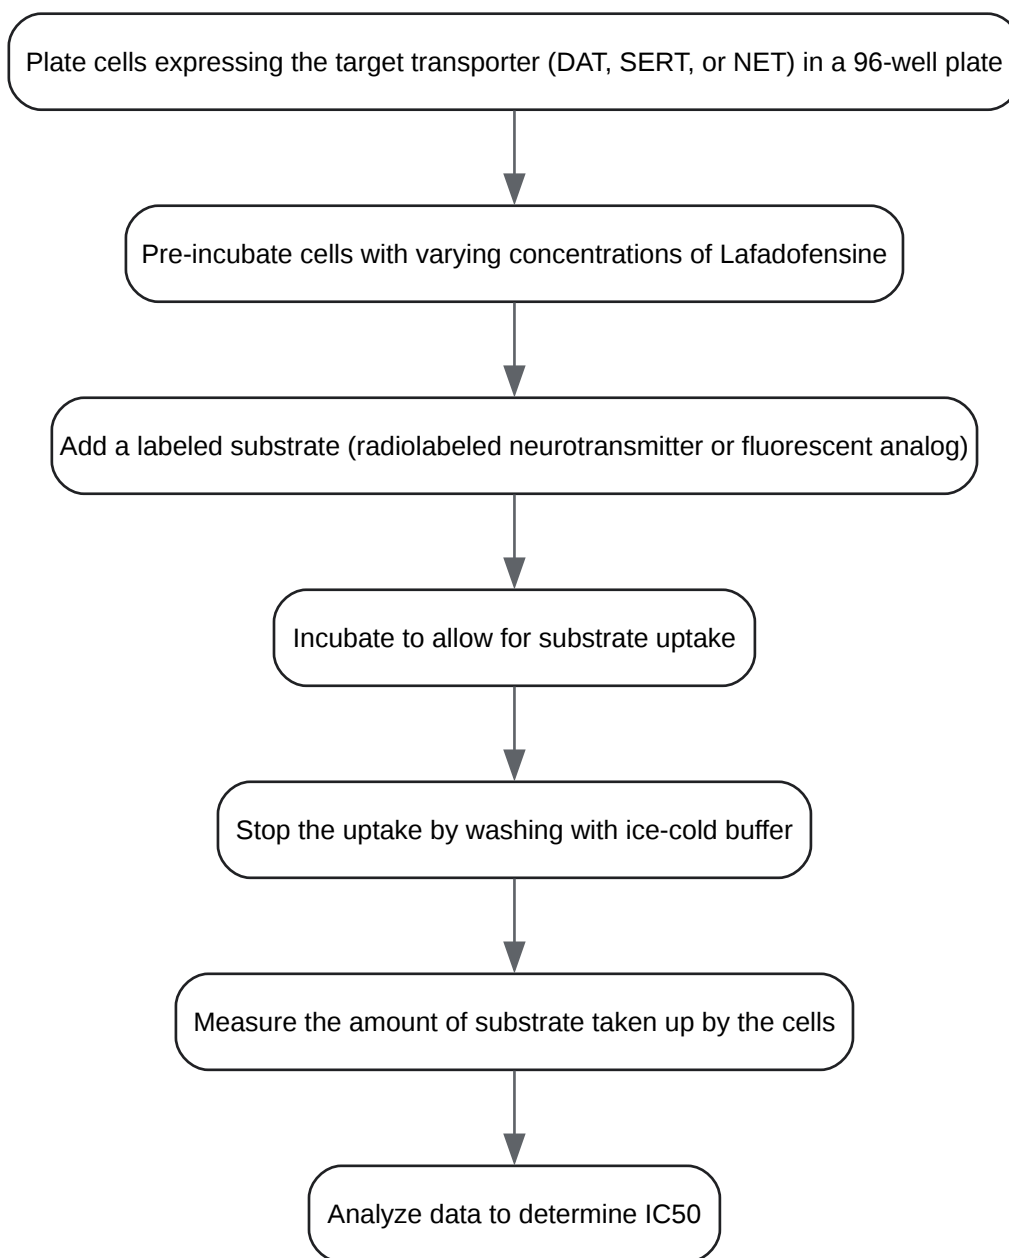 Plate cells expressing the target transporter (DAT, SERT, or NET) in a 96-well plate
Pre-incubate cells with varying concentrations of Lafadofensine
Add a labeled substrate (radiolabeled neurotransmitter or fluorescent analog)
Incubate to allow for substrate uptake
Stop the uptake by washing with ice-cold buffer
Measure the amount of substrate taken up by the cells
Analyze data to determine IC50